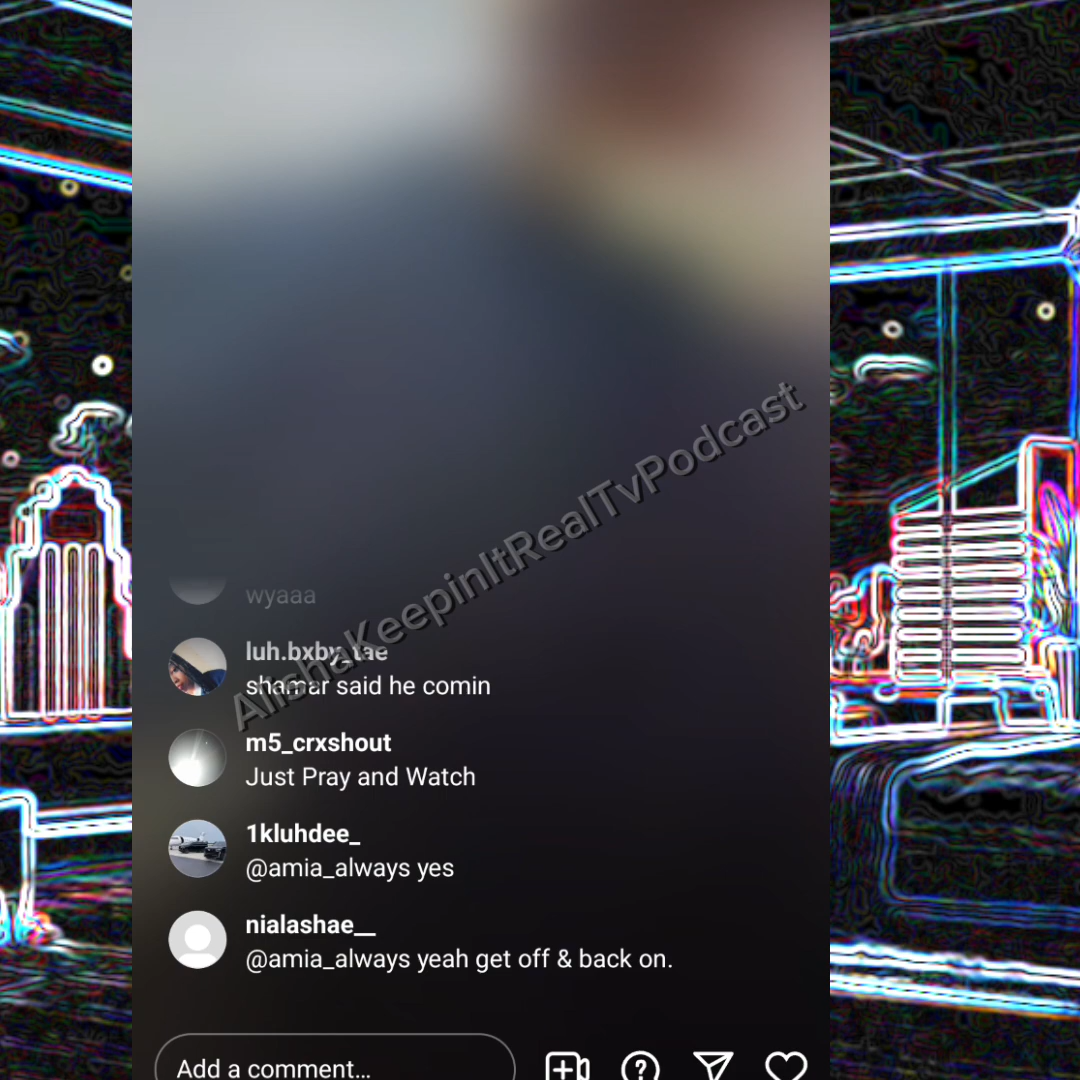 wyaaa
luh.bxby_tae
shamar said he comin
m5_crxshout
Just Pray and Watch
1kluhdee_
@amia_always yes
nialashae__
@amia_always yeah get off & back on.
Add a comment...
AlishaKeepinItRealTvPodcast